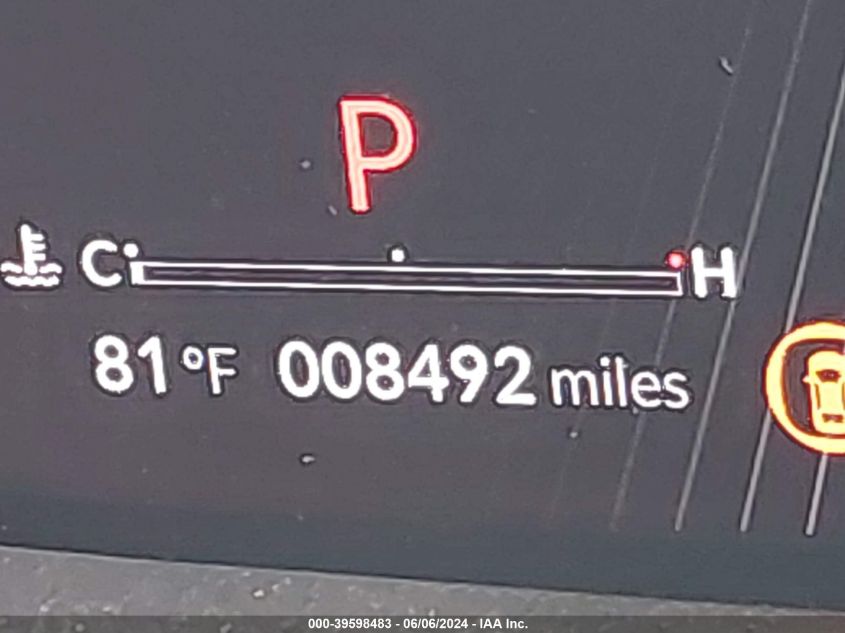 P
C H
81°F 008492 miles
000-39598483 - 06/06/2024 - IAA Inc.